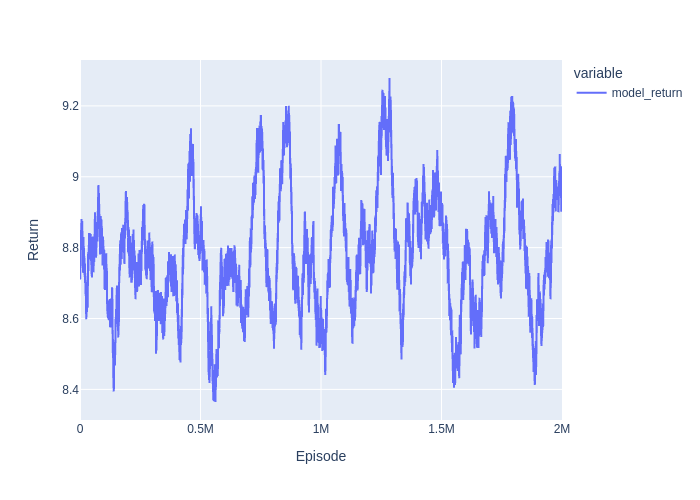 variable
model_return
9.2
9
8.8
8.6
8.4
Return
0
0.5M
1M
1.5M
2M
Episode